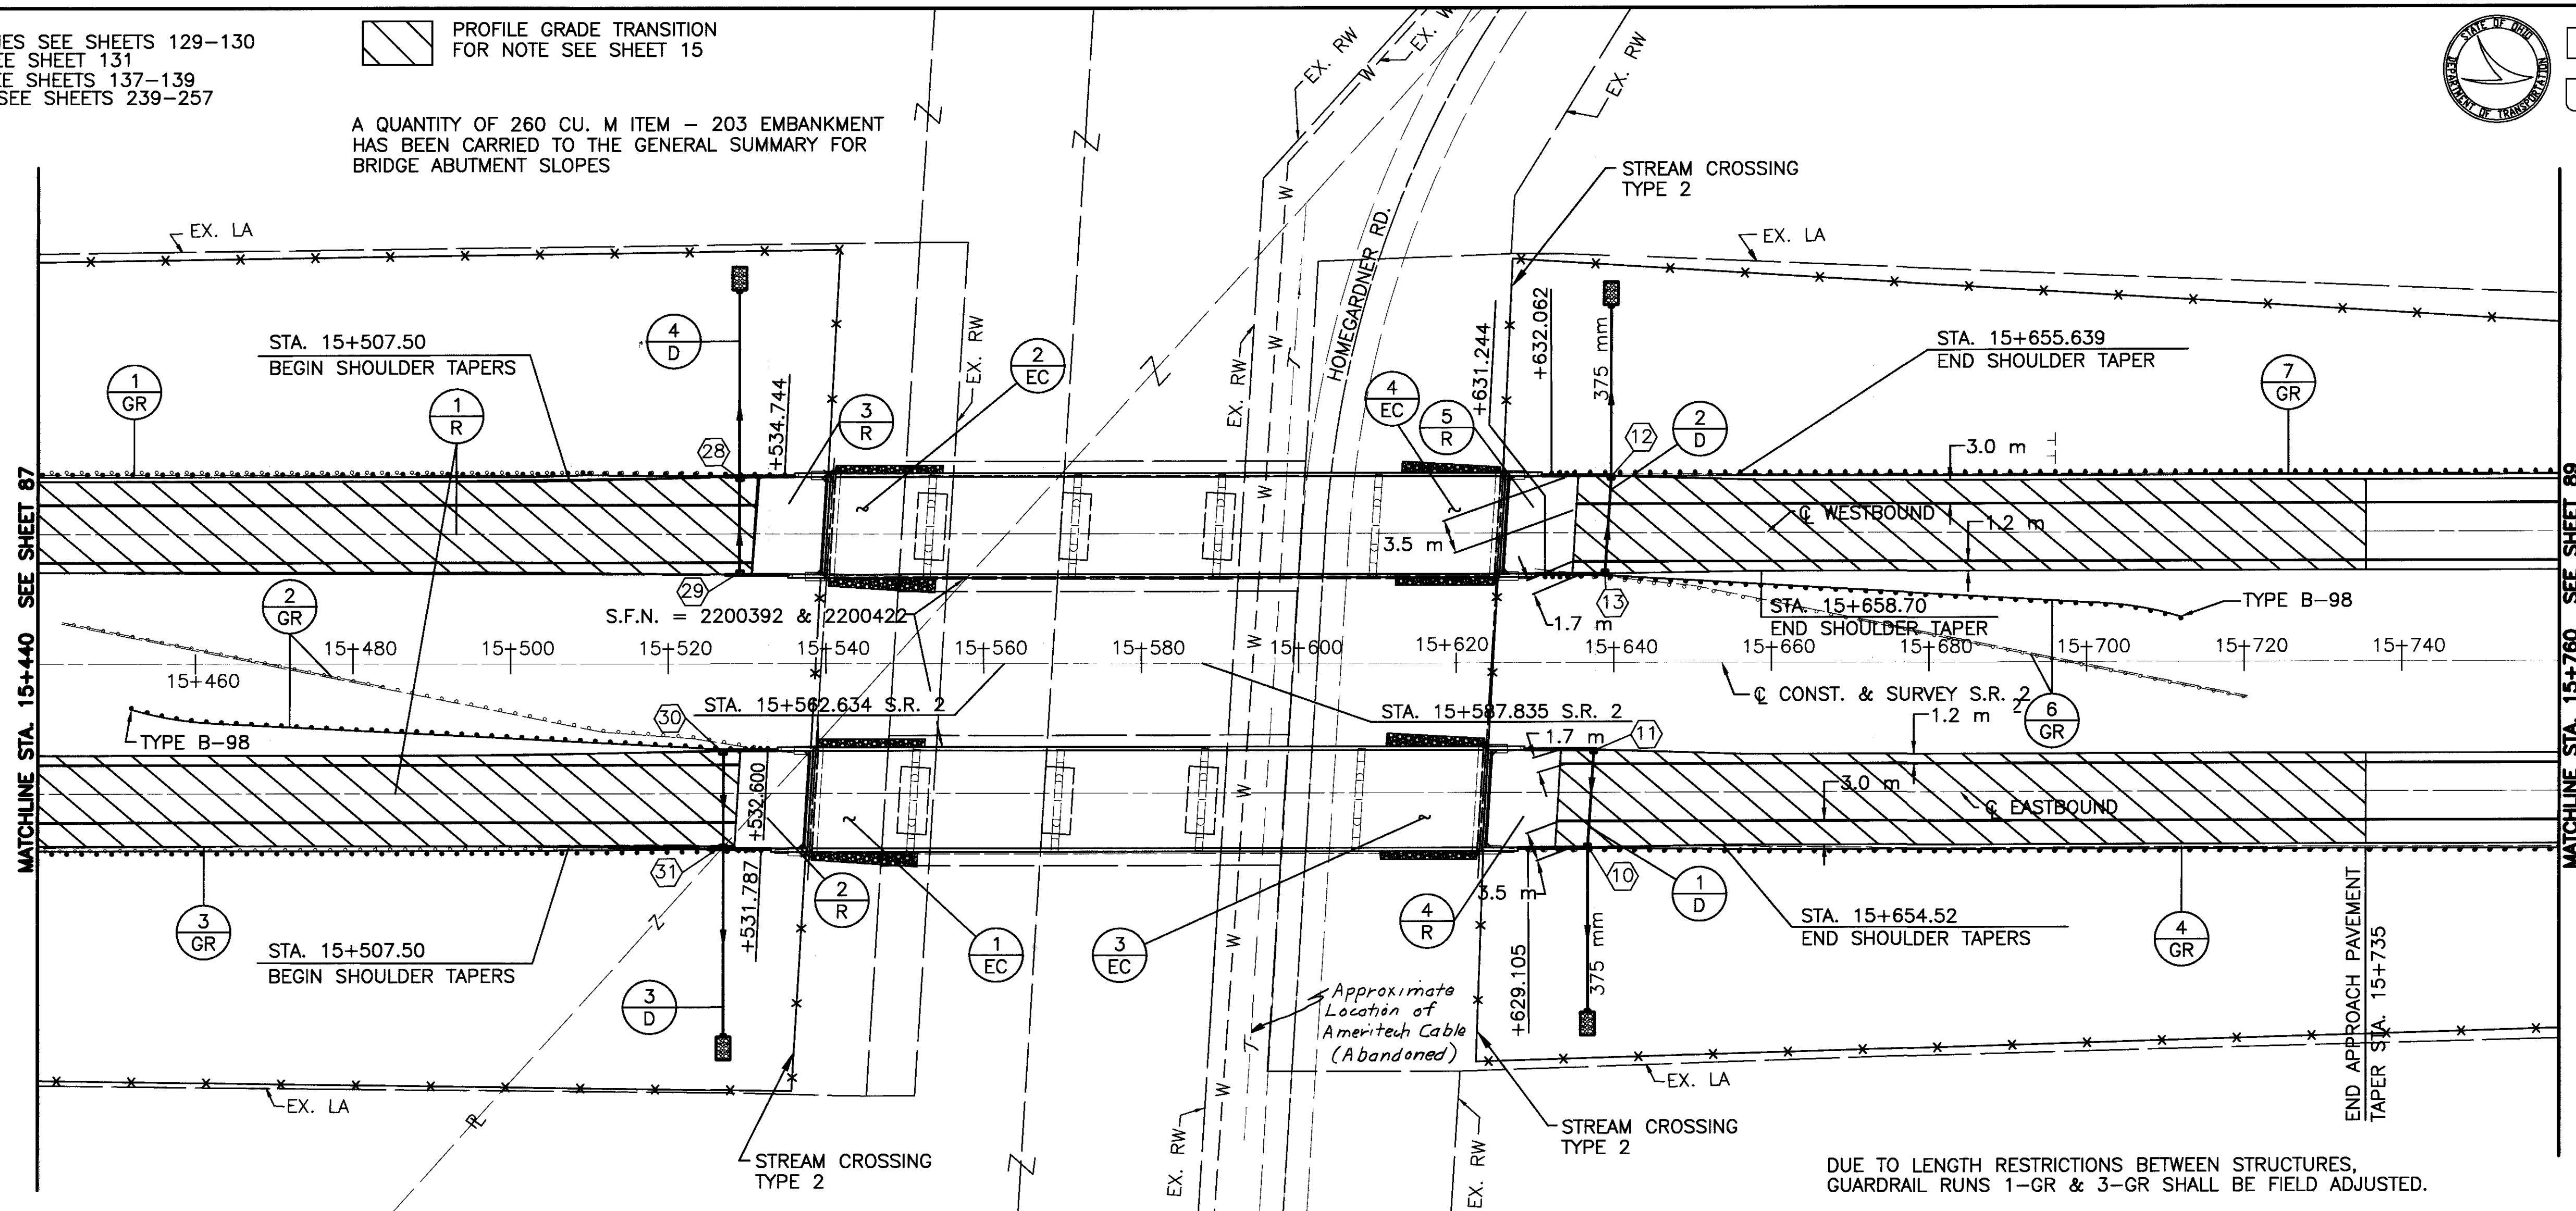 UES SEE SHEETS 129-130
EE SHEET 131
EE SHEETS 137-139
SEE SHEETS 239-257
PROFILE GRADE TRANSITION
FOR NOTE SEE SHEET 15
A QUANTITY OF 260 CU. M ITEM - 203 EMBANKMENT
HAS BEEN CARRIED TO THE GENERAL SUMMARY FOR
BRIDGE ABUTMENT SLOPES
STATE OF OHIO
DEPARTMENT OF TRANSPORTATION
EX. RW
EX. W
EX. RW
W
W
STREAM CROSSING
TYPE 2
EX. LA
EX. LA
HOMEGARDNER RD.
EX. RW
EX. RW
W
W
T
STA. 15+507.50
BEGIN SHOULDER TAPERS
4
D
2
EC
+631.244
+632.062
375 mm
STA. 15+655.639
END SHOULDER TAPER
1
GR
1
R
+534.744
3
R
4
EC
5
R
2
D
7
GR
28
12
3.0 m
MATCHLINE STA. 15+440 SEE SHEET 87
MATCHLINE STA. 15+760 SEE SHEET 89
℄ WESTBOUND
1.2 m
3.5 m
W
W
29
13
2
GR
S.F.N. = 2200392 & 2200422
1.7 m
STA. 15+658.70
END SHOULDER TAPER
TYPE B-98
15+460
15+480
15+500
15+520
15+540
15+560
15+580
15+600
15+620
15+640
15+660
15+680
15+700
15+720
15+740
℄ CONST. & SURVEY S.R. 2
2
STA. 15+562.634 S.R. 2
STA. 15+587.835 S.R. 2
30
11
1.2 m
6
GR
TYPE B-98
1.7 m
+532.600
3.0 m
℄ EASTBOUND
W
W
31
10
+531.787
3.5 m
2
R
4
R
1
D
3
GR
STA. 15+507.50
BEGIN SHOULDER TAPERS
1
EC
3
EC
STA. 15+654.52
END SHOULDER TAPERS
4
GR
3
D
W
W
T
Approximate
Location of
Ameritech Cable
(Abandoned)
+629.105
375 mm
END APPROACH PAVEMENT
TAPER STA. 15+735
EX. LA
EX. LA
℄
STREAM CROSSING
TYPE 2
EX. RW
EX. RW
STREAM CROSSING
TYPE 2
DUE TO LENGTH RESTRICTIONS BETWEEN STRUCTURES,
GUARDRAIL RUNS 1-GR & 3-GR SHALL BE FIELD ADJUSTED.